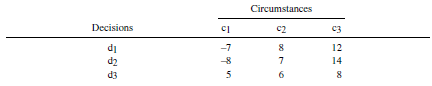 Circumstances
Decisions c1 c2 c3
d1 –7 8 12
d2 –8 7 14
d3 5 6 8